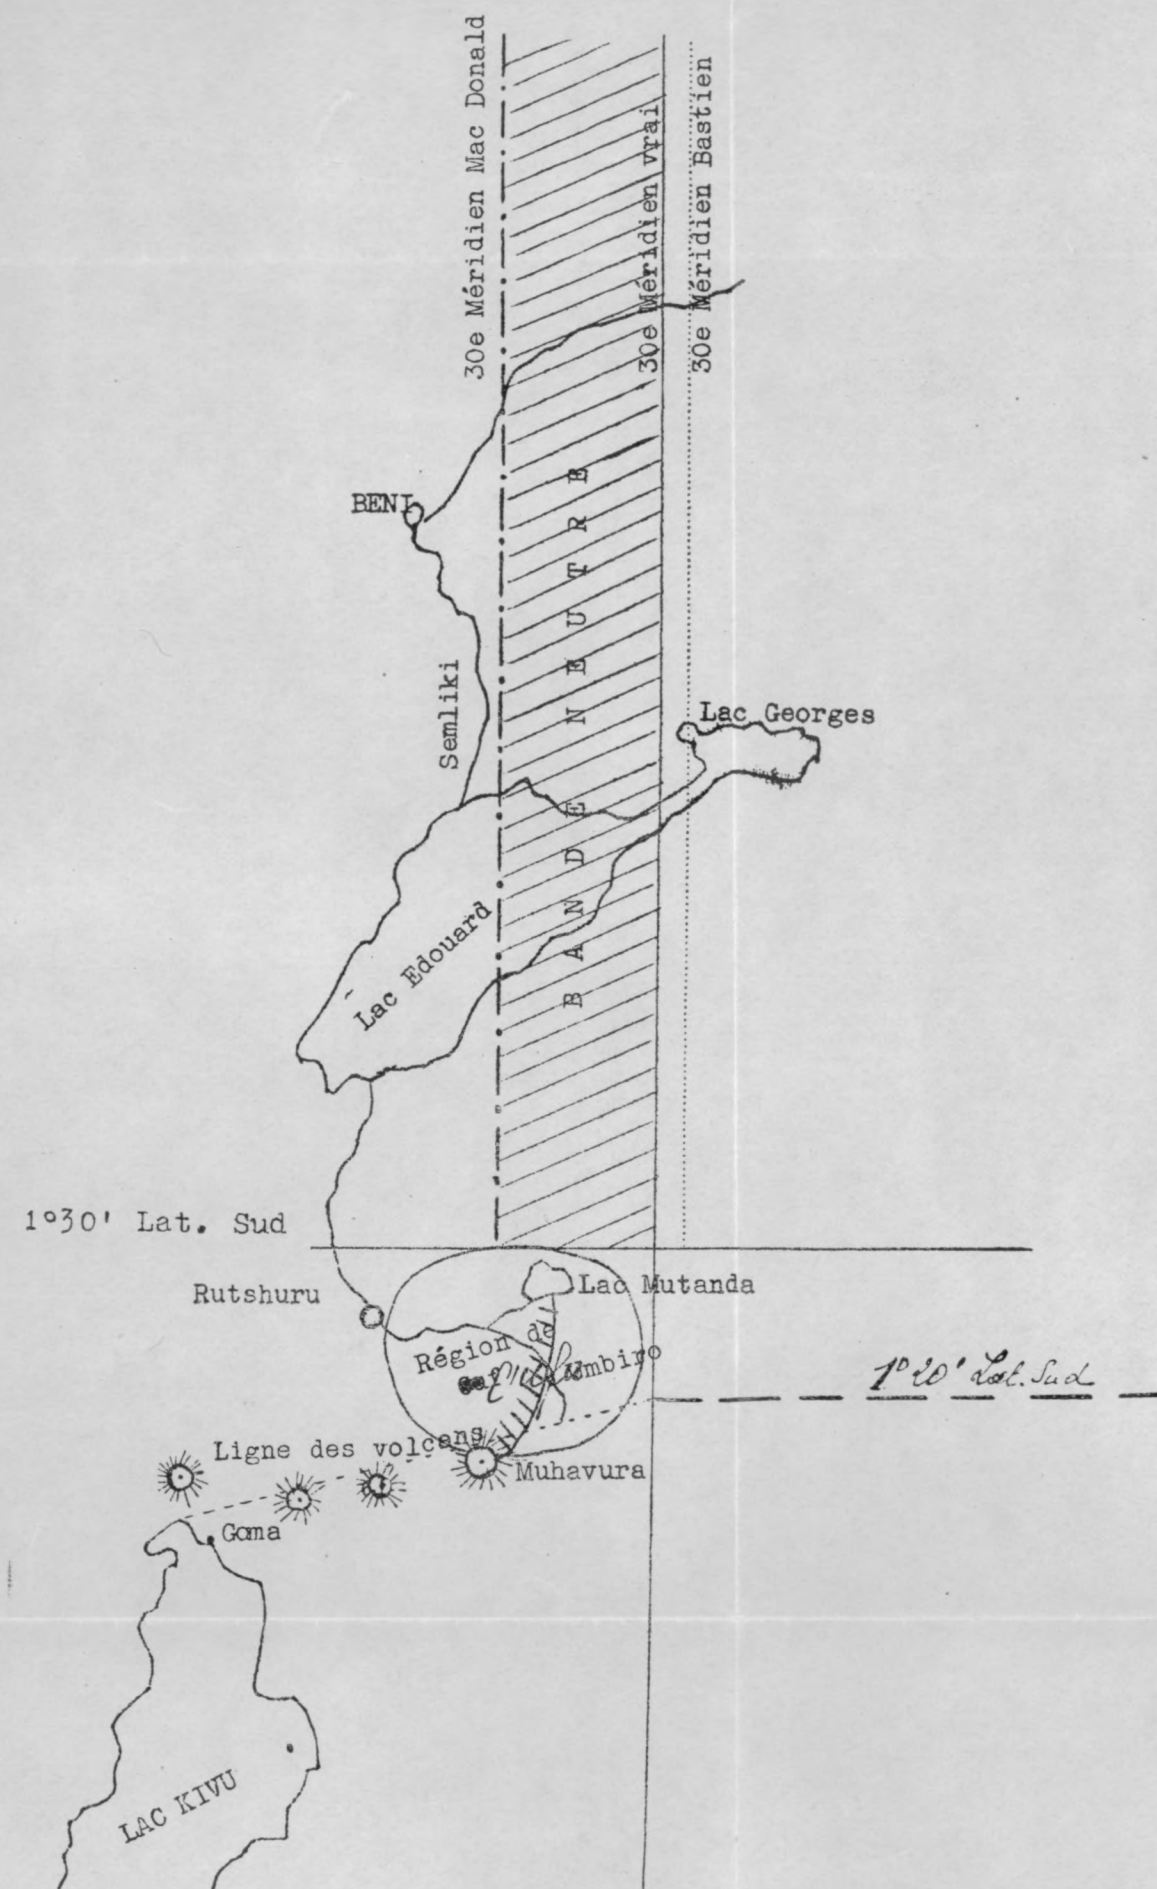 30e Méridien Mac Donald
30e Méridien vrai
30e Méridien Bastien
BENI
BANDE NEUTRE
Semliki
Lac Georges
Lac Edouard
1°30' Lat. Sud
Rutshuru
Lac Mutanda
Région de
Umbiro
1° 20' Lat. Sud
Ligne des volcans
Muhavura
Goma
LAC KIVU